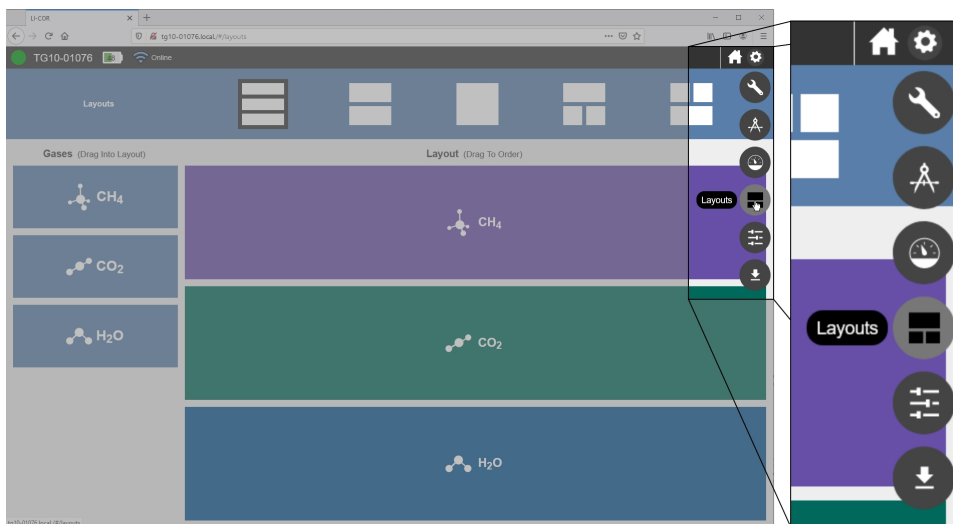 LI-COR
tg10-01076.local/#/layouts
TG10-01076
Online
Layouts
Gases (Drag Into Layout)
Layout (Drag To Order)
CH4
CO2
H2O
CH4
CO2
H2O
Layouts
tg10-01076.local/#/layouts
Layouts